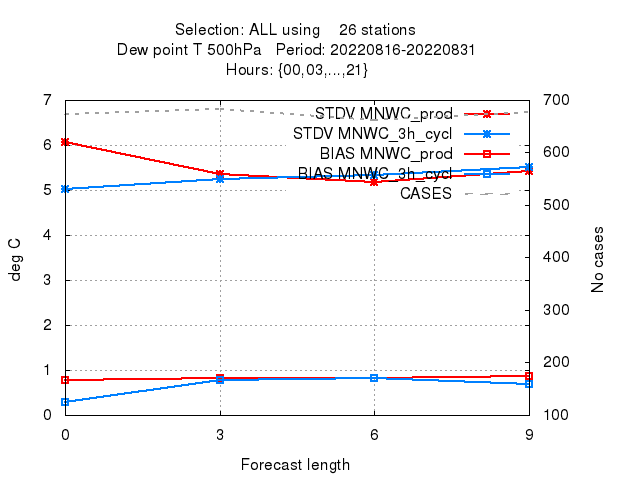 Selection: ALL using    26 stations
Dew point T 500hPa   Period: 20220816-20220831
Hours: {00,03,...,21}
STDV MNWC_prod
STDV MNWC_3h_cycl
BIAS MNWC_prod
BIAS MNWC_3h_cycl
CASES
deg C
No cases
7
6
5
4
3
2
1
0
700
600
500
400
300
200
100
0 3 6 9
Forecast length